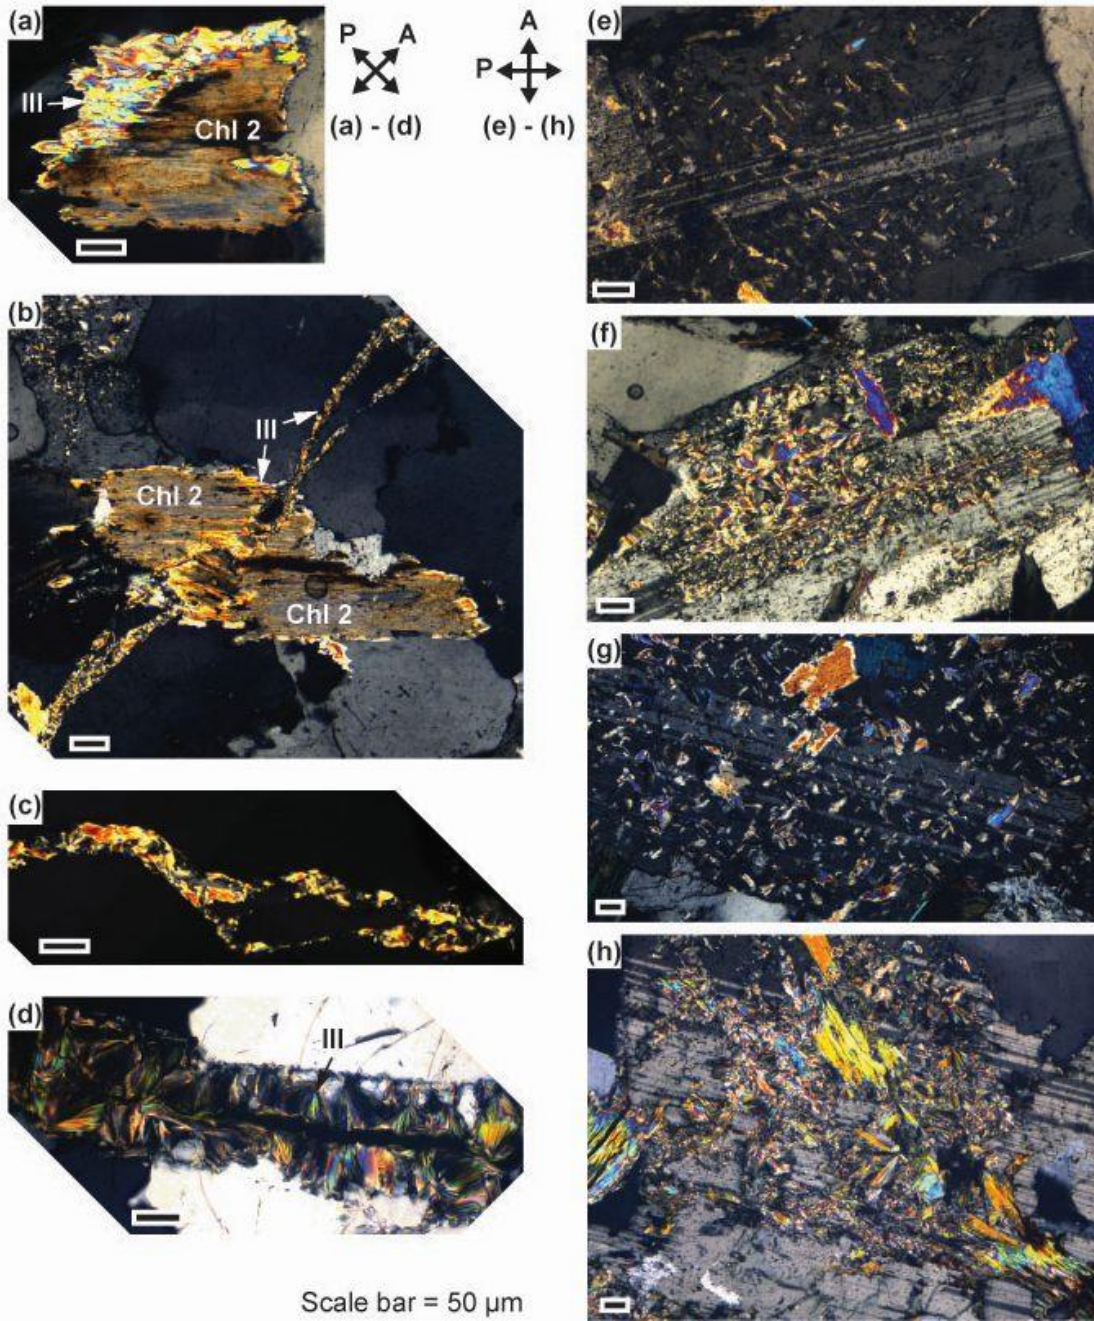 (a)
III
Chl 2
P A
(a) - (d)
A
P
(e) - (h)
(b)
III
Chl 2
Chl 2
(c)
(d)
III
Scale bar = 50 µm
(e)
(f)
(g)
(h)